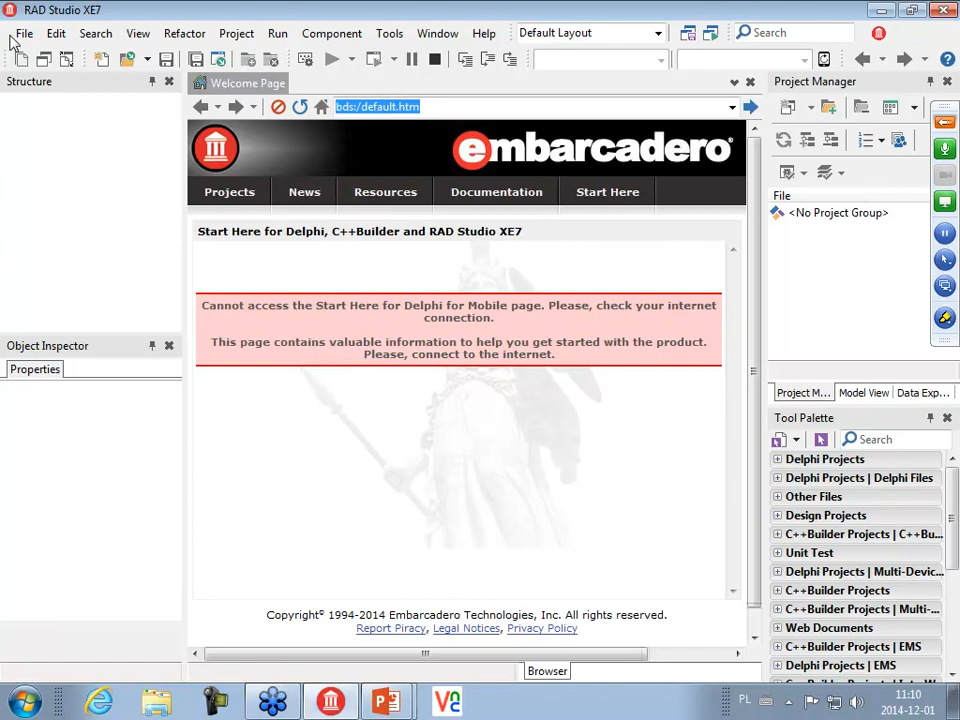 RAD Studio XE7
File Edit Search View Refactor Project Run Component Tools Window Help
Default Layout
Search
Structure
Welcome Page
Project Manager
bds:/default.htm
embarcadero®
Projects News Resources Documentation Start Here
File
<No Project Group>
Start Here for Delphi, C++Builder and RAD Studio XE7
Cannot access the Start Here for Delphi for Mobile page. Please, check your internet
connection.
This page contains valuable information to help you get started with the product.
Please, connect to the internet.
Object Inspector
Properties
Project M... Model View Data Exp...
Tool Palette
Search
Delphi Projects
Delphi Projects | Delphi Files
Other Files
Design Projects
C++Builder Projects | C++Bu...
Unit Test
Delphi Projects | Multi-Devic...
C++Builder Projects
C++Builder Projects | Multi-...
Web Documents
C++Builder Projects | EMS
Delphi Projects | EMS
Copyright© 1994-2014 Embarcadero Technologies, Inc. All rights reserved.
Report Piracy, Legal Notices, Privacy Policy
Browser
PL
11:10
2014-12-01